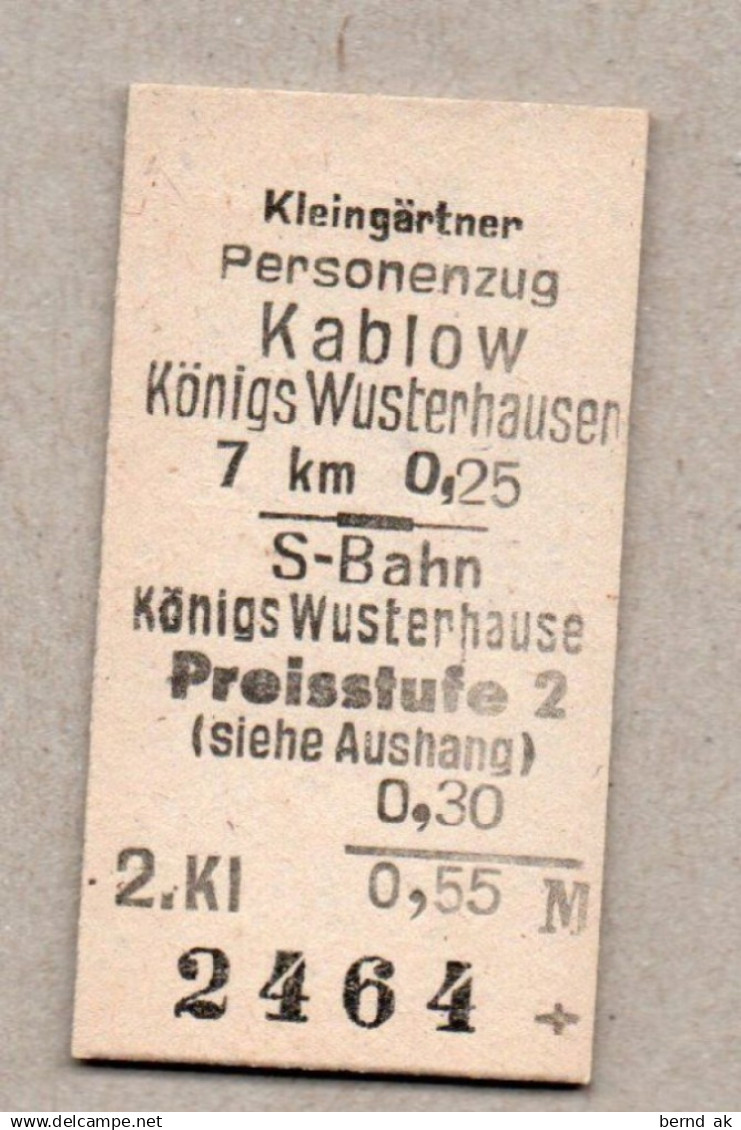 Kleingärtner
Personenzug
Kablow
Königs Wusterhausen
7 km 0,25
S-Bahn
Königs Wusterhause
Preisstufe 2
(siehe Aushang)
0,30
2.Kl 0,55 M
2464 +
www.delcampe.net bernd ak